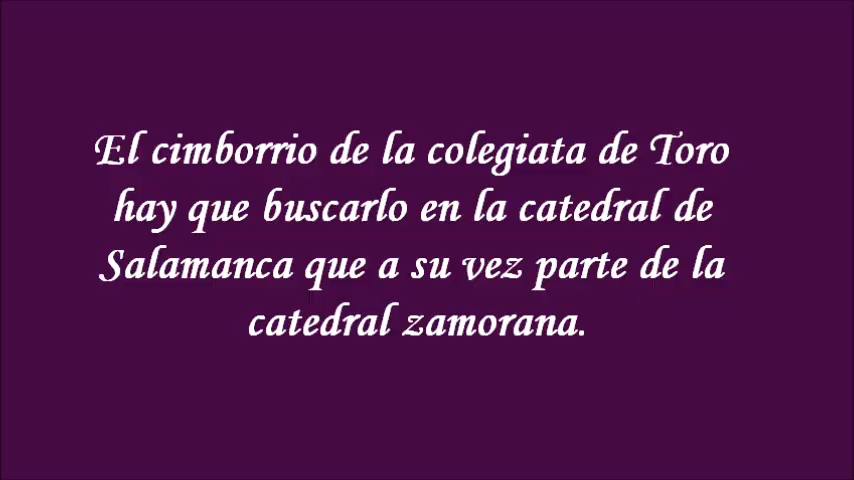 El cimborrio de la colegiata de Toro
hay que buscarlo en la catedral de
Salamanca que a su vez parte de la
catedral zamorana.